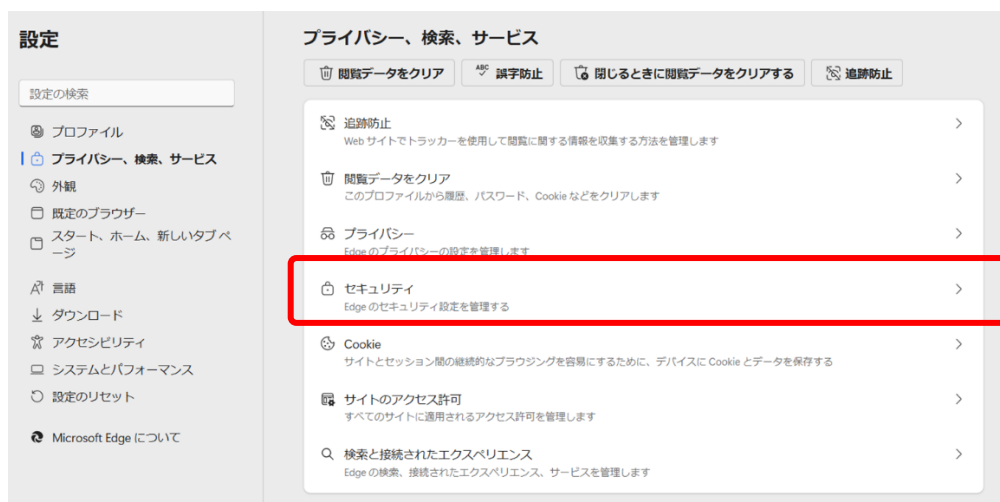 設定
設定の検索
プロファイル
プライバシー、検索、サービス
外観
既定のブラウザー
スタート、ホーム、新しいタブ ペ
ージ
言語
ダウンロード
アクセシビリティ
システムとパフォーマンス
設定のリセット
Microsoft Edge について
プライバシー、検索、サービス
閲覧データをクリア ABC 誤字防止 閉じるときに閲覧データをクリアする 追跡防止
追跡防止
Web サイトでトラッカーを使用して閲覧に関する情報を収集する方法を管理します
閲覧データをクリア
このプロファイルから履歴、パスワード、Cookie などをクリアします
プライバシー
Edge のプライバシーの設定を管理します
セキュリティ
Edge のセキュリティ設定を管理する
Cookie
サイトとセッション間の継続的なブラウジングを容易にするために、デバイスに Cookie とデータを保存する
サイトのアクセス許可
すべてのサイトに適用されるアクセス許可を管理します
検索と接続されたエクスペリエンス
Edge の検索、接続されたエクスペリエンス、サービスを管理します